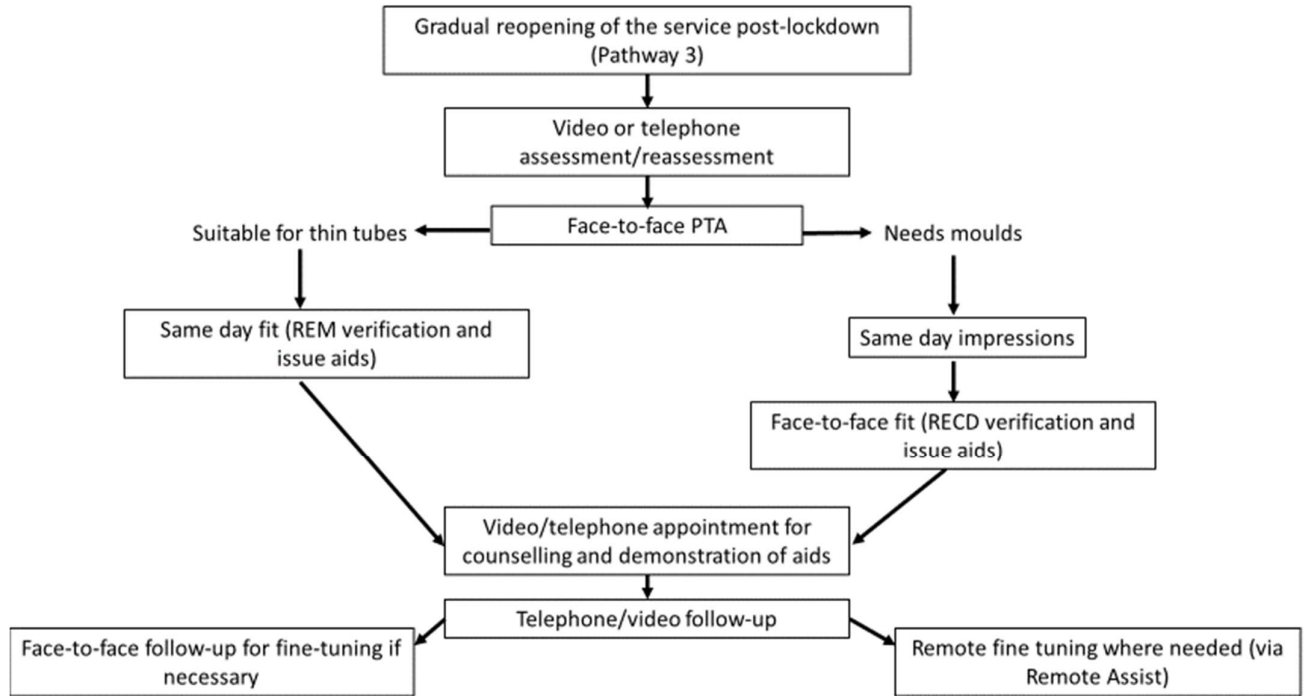 Gradual reopening of the service post-lockdown
(Pathway 3)
Video or telephone
assessment/reassessment
Face-to-face PTA
Suitable for thin tubes
Needs moulds
Same day fit (REM verification and
issue aids)
Same day impressions
Face-to-face fit (RECD verification and
issue aids)
Video/telephone appointment for
counselling and demonstration of aids
Telephone/video follow-up
Face-to-face follow-up for fine-tuning if
necessary
Remote fine tuning where needed (via
Remote Assist)